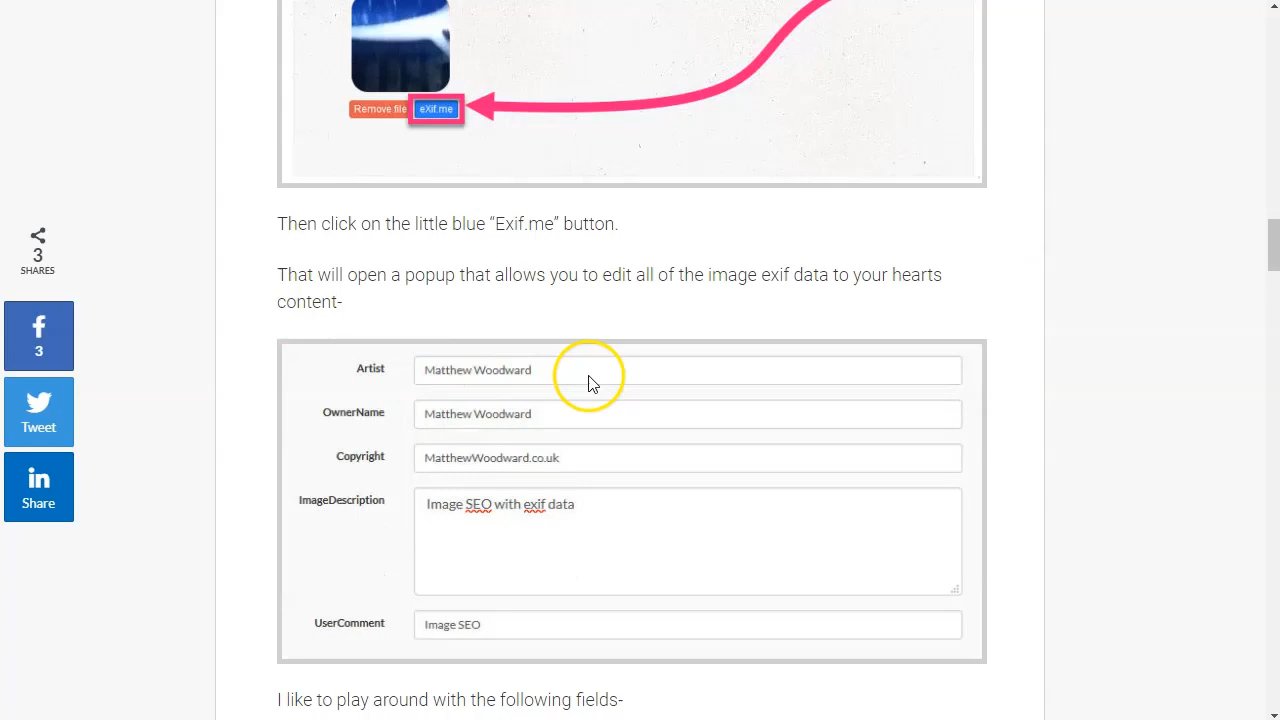 Remove file eXif.me
Then click on the little blue “Exif.me” button.
That will open a popup that allows you to edit all of the image exif data to your hearts
content-
3
SHARES
3
Tweet
Share
Artist Matthew Woodward
OwnerName Matthew Woodward
Copyright MatthewWoodward.co.uk
ImageDescription Image SEO with exif data
UserComment Image SEO
I like to play around with the following fields-